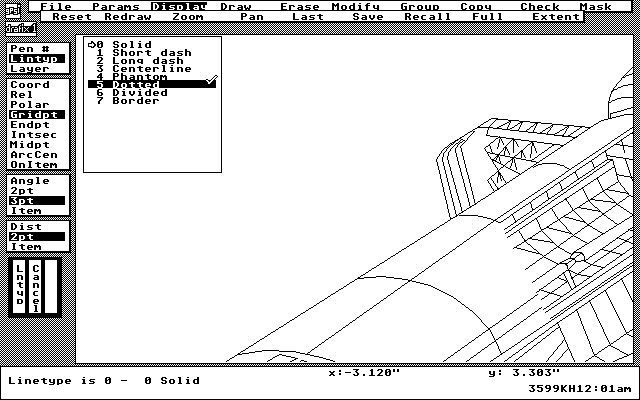 File Params Display Draw Erase Modify Group Copy Check Mask
Reset Redraw Zoom Pan Last Save Recall Full Extent
Pen #
Lintyp
Layer
Coord
Rel
Polar
Gridpt
Endpt
Intsec
Midpt
ArcCen
OnItem
Angle
2pt
3pt
Item
Dist
2pt
Item
Lntyp
Cancel
0 Solid
1 Short dash
2 Long dash
3 Centerline
4 Phantom
5 Dotted
6 Divided
7 Border
x:-3.120" y: 3.303"
Linetype is 0 - 0 Solid
3599KH12:01am